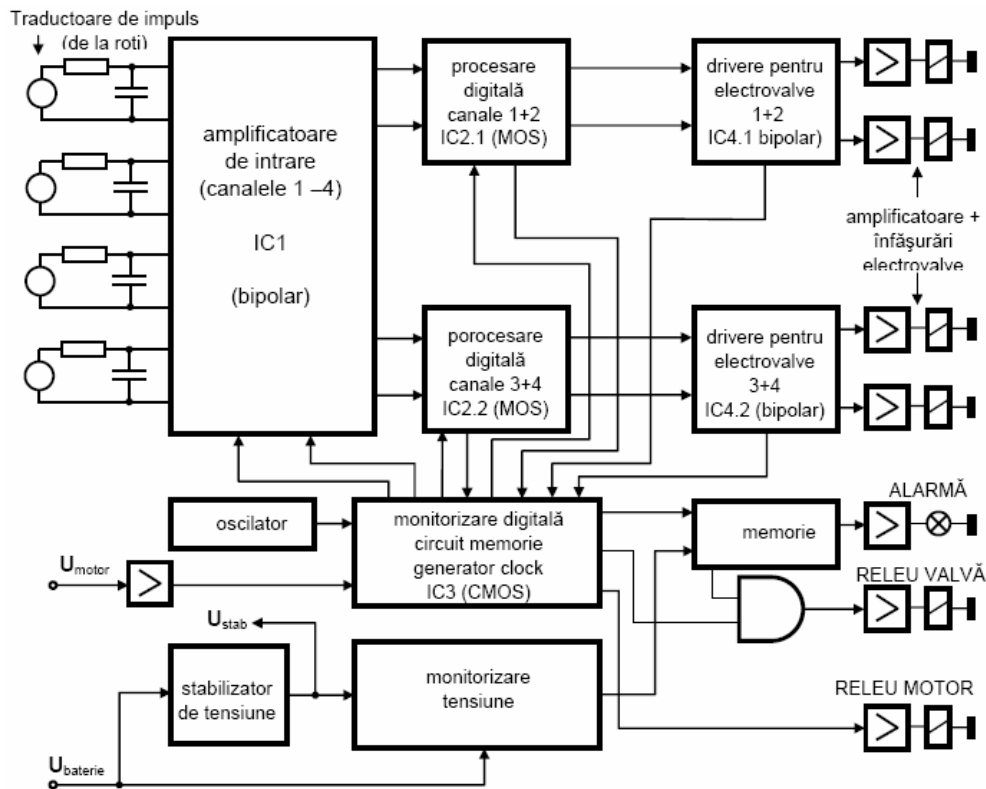 Traductoare de impuls
(de la roti)
amplificatoare
de intrare
(canalele 1 –4)
IC1
(bipolar)
procesare
digitală
canale 1+2
IC2.1 (MOS)
drivere pentru
electrovalve
1+2
IC4.1 bipolar)
amplificatoare +
înfăşurări
electrovalve
porocesare
digitală
canale 3+4
IC2.2 (MOS)
drivere pentru
electrovalve
3+4
IC4.2 (bipolar)
oscilator
monitorizare digitală
circuit memorie
generator clock
IC3 (CMOS)
memorie
ALARMĂ
Umotor
RELEU VALVĂ
Ustab
stabilizator
de tensiune
monitorizare
tensiune
RELEU MOTOR
Ubaterie